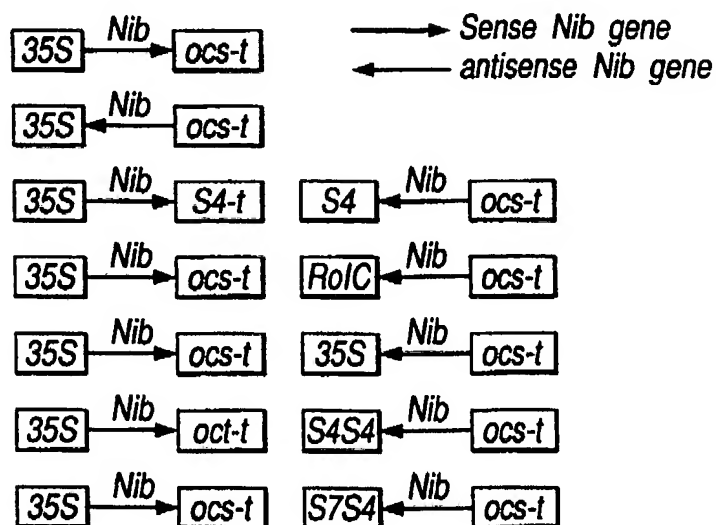 35S Nib ocs-t → Sense Nib gene
35S Nib ocs-t ← antisense Nib gene
35S Nib S4-t S4 Nib ocs-t
35S Nib ocs-t RolC Nib ocs-t
35S Nib ocs-t 35S Nib ocs-t
35S Nib oct-t S4S4 Nib ocs-t
35S Nib ocs-t S7S4 Nib ocs-t